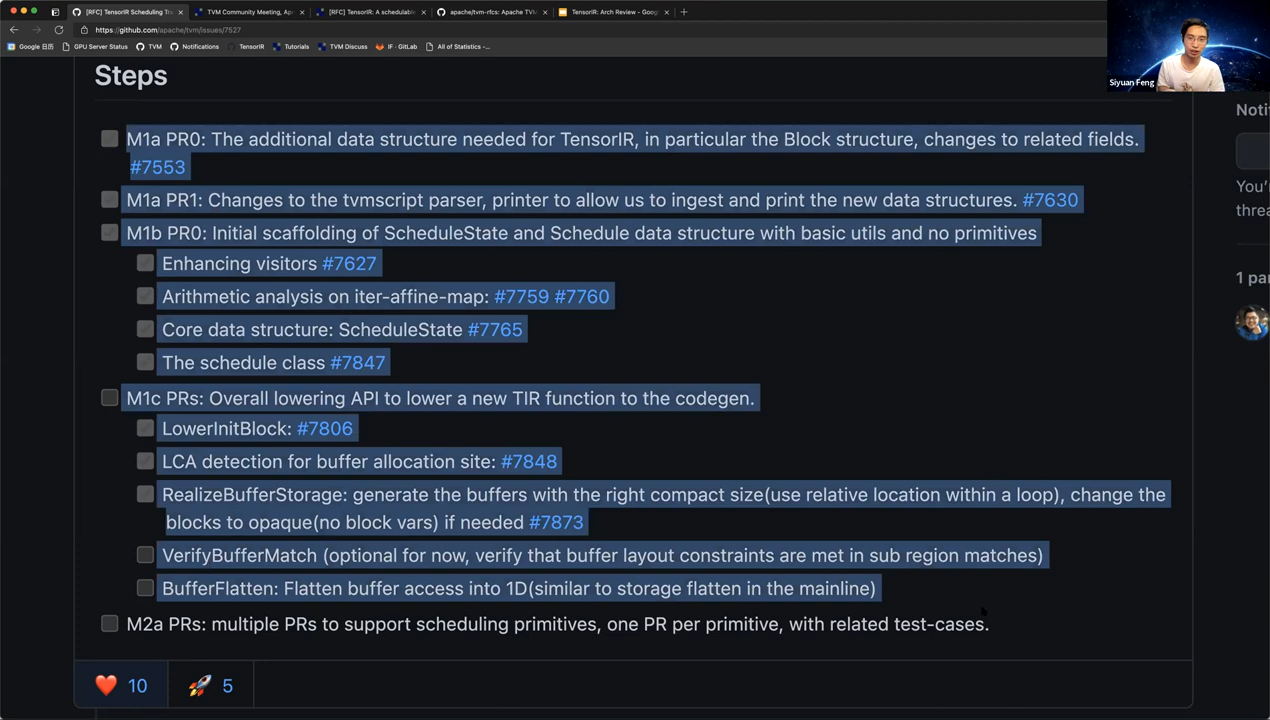 [RFC] TensorIR Scheduling Tr
TVM Community Meeting, Ap
[RFC] TensorIR: A schedulable
apache/tvm-rfcs: Apache TVM
TensorIR: Arch Review - Goog
https://github.com/apache/tvm/issues/7527
Google 日历
GPU Server Status
TVM
Notifications
TensorIR
Tutorials
TVM Discuss
IF · GitLab
All of Statistics -...
Siyuan Feng
Steps
M1a PR0: The additional data structure needed for TensorIR, in particular the Block structure, changes to related fields.
#7553
M1a PR1: Changes to the tvmscript parser, printer to allow us to ingest and print the new data structures. #7630
M1b PR0: Initial scaffolding of ScheduleState and Schedule data structure with basic utils and no primitives
Enhancing visitors #7627
Arithmetic analysis on iter-affine-map: #7759 #7760
Core data structure: ScheduleState #7765
The schedule class #7847
M1c PRs: Overall lowering API to lower a new TIR function to the codegen.
LowerInitBlock: #7806
LCA detection for buffer allocation site: #7848
RealizeBufferStorage: generate the buffers with the right compact size(use relative location within a loop), change the
blocks to opaque(no block vars) if needed #7873
VerifyBufferMatch (optional for now, verify that buffer layout constraints are met in sub region matches)
BufferFlatten: Flatten buffer access into 1D(similar to storage flatten in the mainline)
M2a PRs: multiple PRs to support scheduling primitives, one PR per primitive, with related test-cases.
10
5
Noti
You'r
threa
1 pa